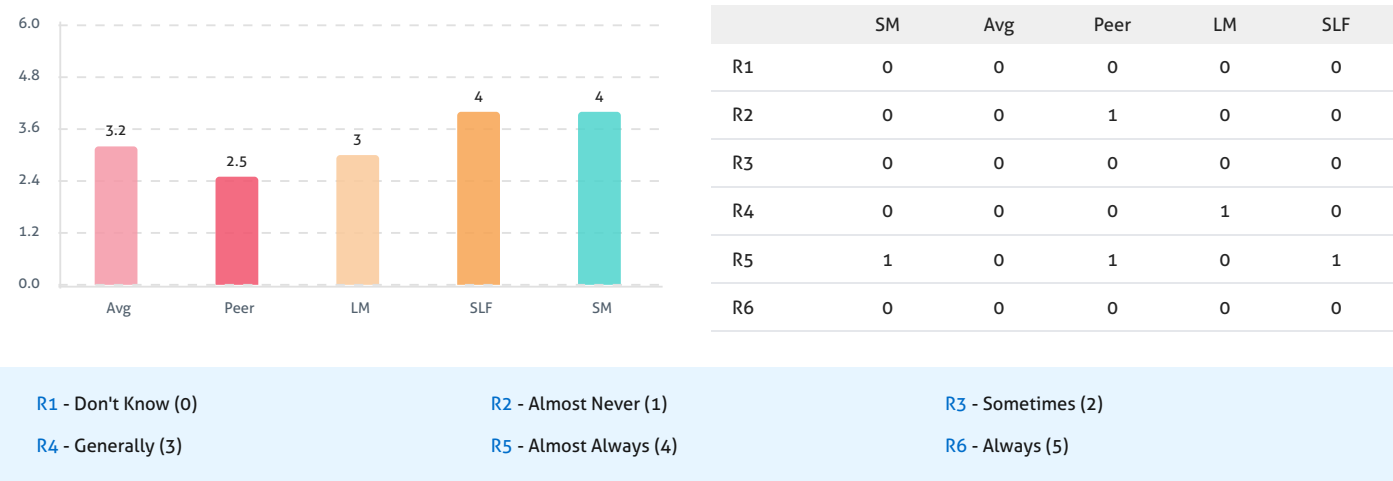 6.0
4.8
3.6
2.4
1.2
0.0
3.2
2.5
3
4
4
Avg Peer LM SLF SM
SM Avg Peer LM SLF
R1 0 0 0 0 0
R2 0 0 1 0 0
R3 0 0 0 0 0
R4 0 0 0 1 0
R5 1 0 1 0 1
R6 0 0 0 0 0
R1 - Don't Know (0) R2 - Almost Never (1) R3 - Sometimes (2)
R4 - Generally (3) R5 - Almost Always (4) R6 - Always (5)